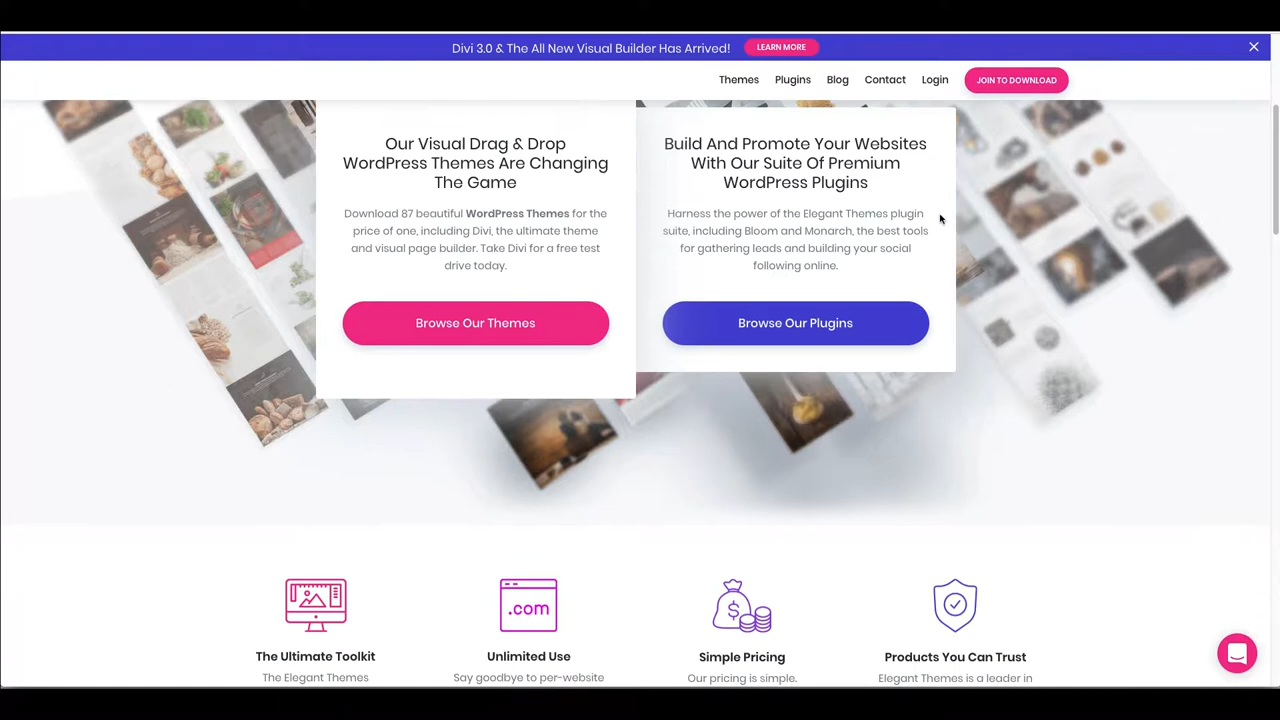 Divi 3.0 & The All New Visual Builder Has Arrived!
LEARN MORE
Themes
Plugins
Blog
Contact
Login
JOIN TO DOWNLOAD
Our Visual Drag & Drop
WordPress Themes Are Changing
The Game
Download 87 beautiful WordPress Themes for the
price of one, including Divi, the ultimate theme
and visual page builder. Take Divi for a free test
drive today.
Browse Our Themes
Build And Promote Your Websites
With Our Suite Of Premium
WordPress Plugins
Harness the power of the Elegant Themes plugin
suite, including Bloom and Monarch, the best tools
for gathering leads and building your social
following online.
Browse Our Plugins
.com
$
The Ultimate Toolkit
The Elegant Themes
Unlimited Use
Say goodbye to per-website
Simple Pricing
Our pricing is simple.
Products You Can Trust
Elegant Themes is a leader in